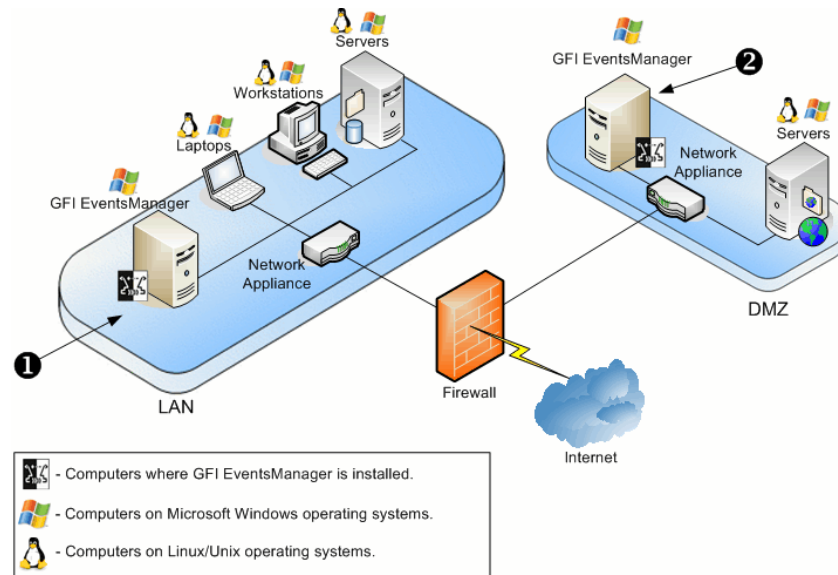 Servers
Workstations
Laptops
GFI EventsManager
Network
Appliance
1
LAN
GFI EventsManager
2
Servers
Network
Appliance
DMZ
Firewall
Internet
- Computers where GFI EventsManager is installed.
- Computers on Microsoft Windows operating systems.
- Computers on Linux/Unix operating systems.